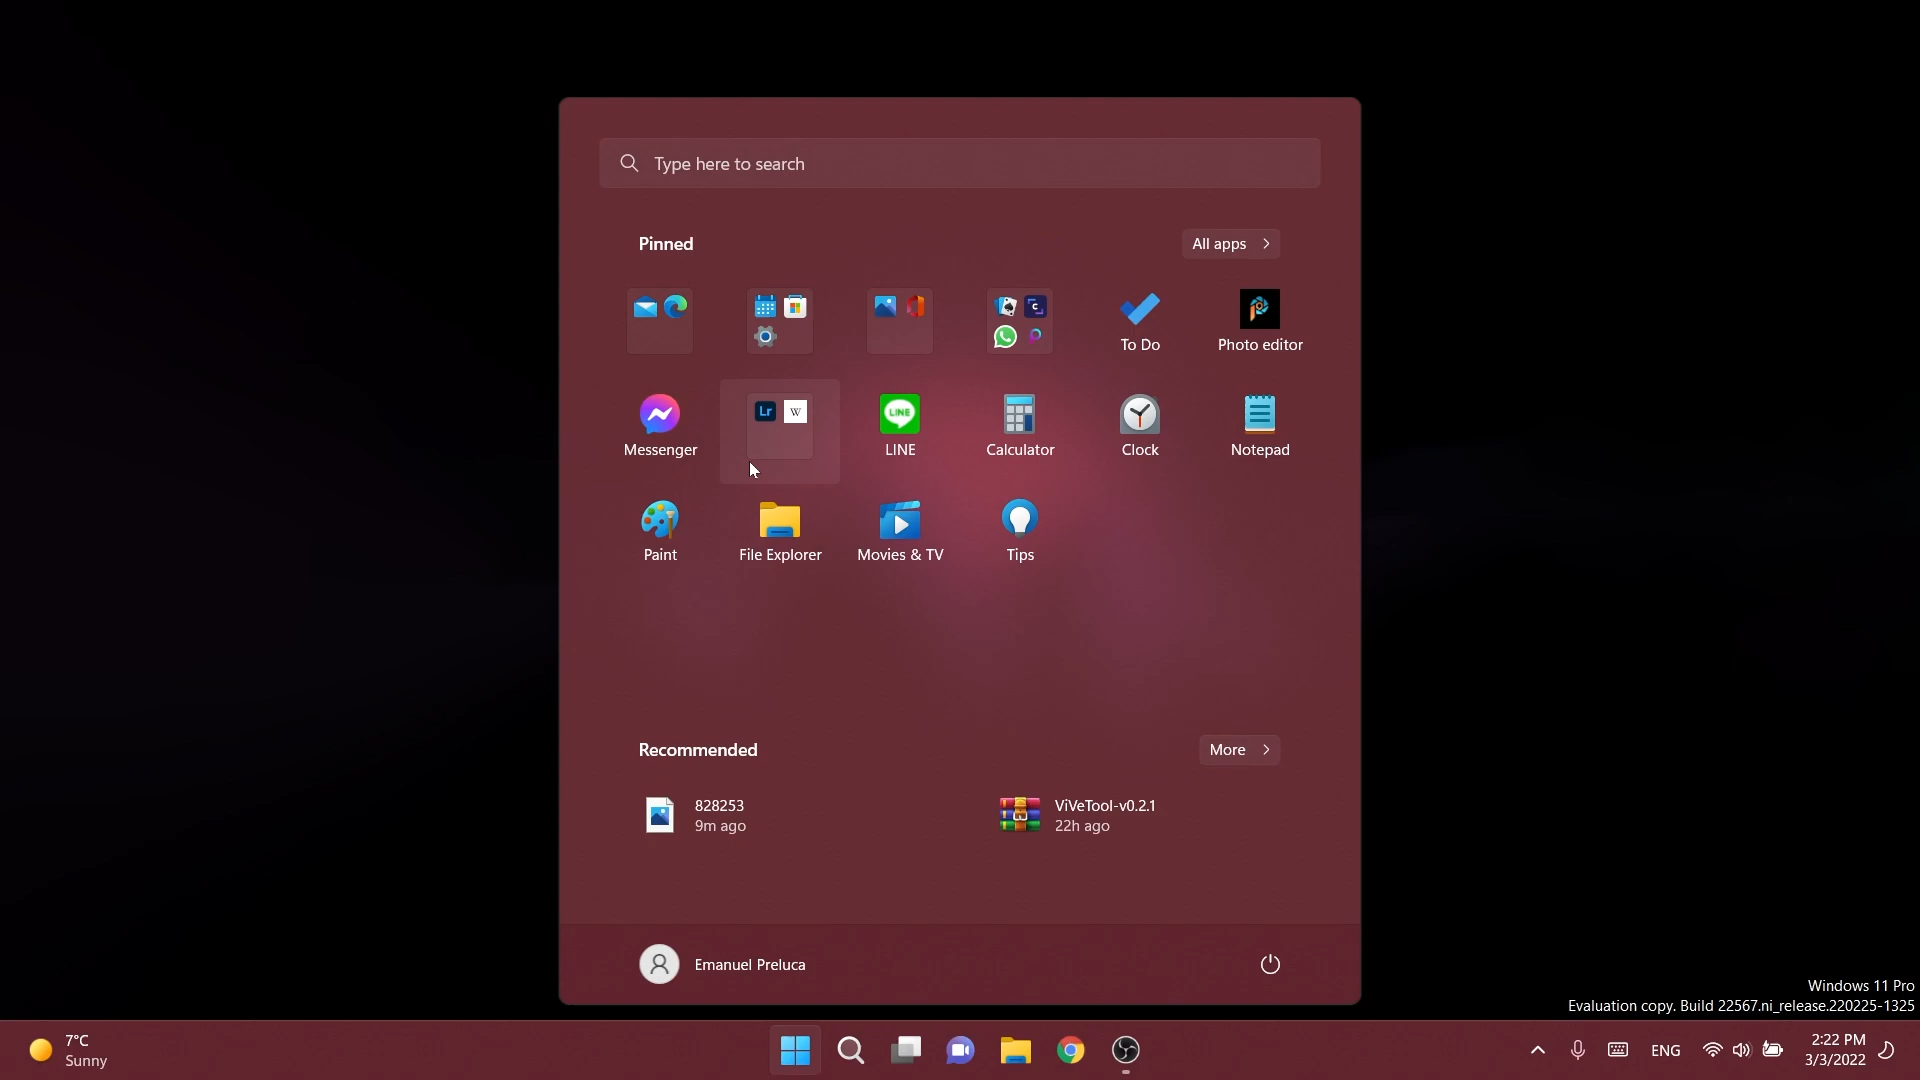 Type here to search
Pinned
All apps
To Do
Photo editor
Messenger
Lr
W
LINE
LINE
Calculator
Clock
Notepad
Paint
File Explorer
Movies & TV
Tips
Recommended
More
828253
9m ago
ViVeTool-v0.2.1
22h ago
Emanuel Preluca
Windows 11 Pro
Evaluation copy. Build 22567.ni_release.220225-1325
7°C
Sunny
ENG
2:22 PM
3/3/2022